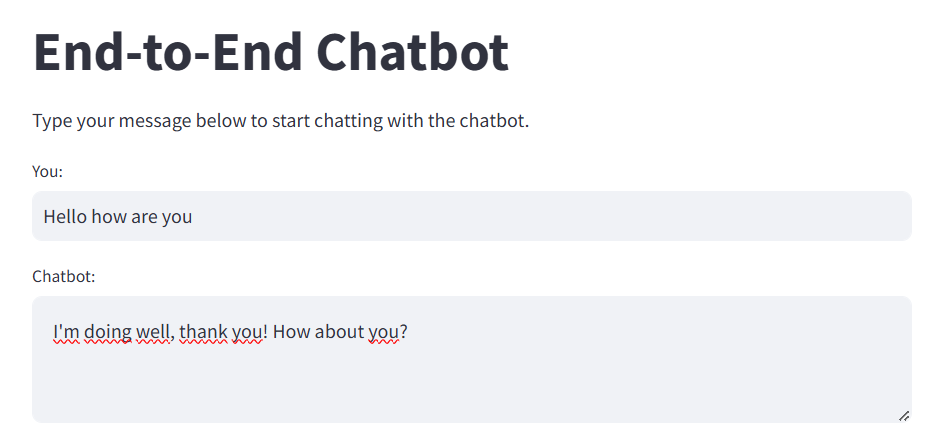 End-to-End Chatbot
Type your message below to start chatting with the chatbot.
You:
Hello how are you
Chatbot:
I'm doing well, thank you! How about you?